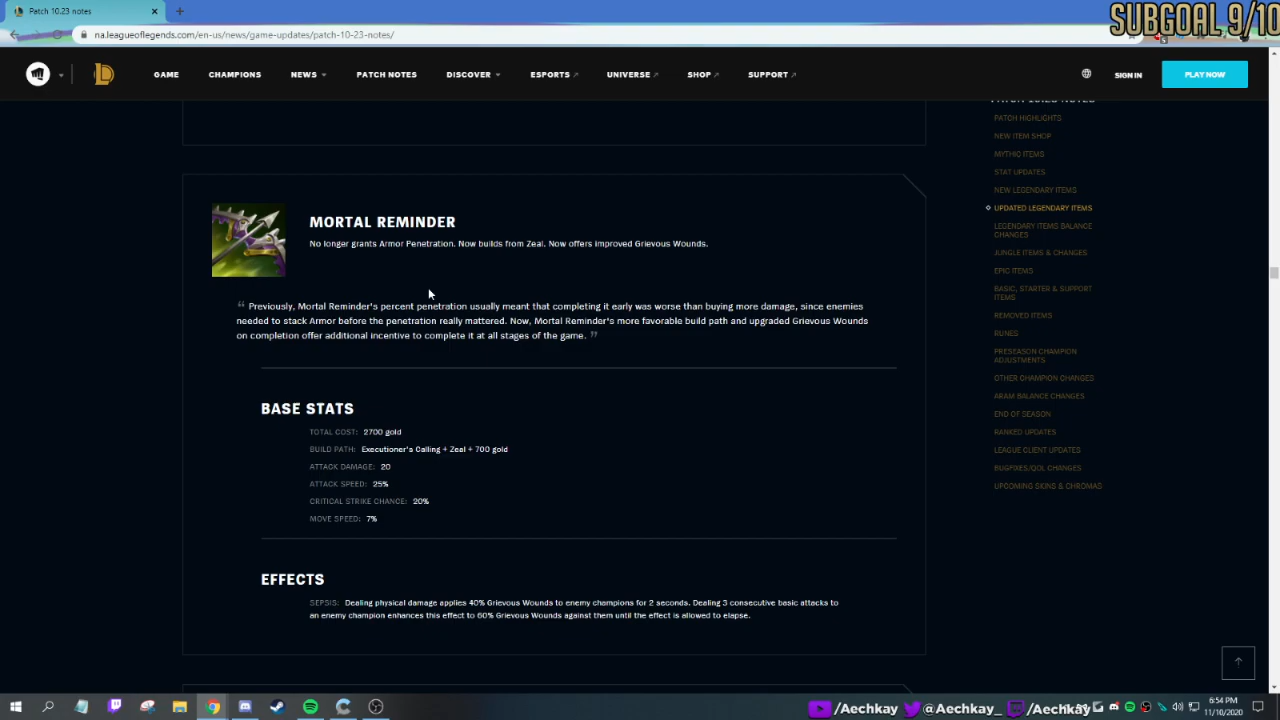 Patch 10.23 notes
SUBGOAL 9/10
na.leagueoflegends.com/en-us/news/game-updates/patch-10-23-notes/
GAME CHAMPIONS NEWS PATCH NOTES DISCOVER ESPORTS UNIVERSE SHOP SUPPORT SIGN IN PLAY NOW
PATCH 10.23 NOTES
PATCH HIGHLIGHTS
NEW ITEM SHOP
MYTHIC ITEMS
STAT UPDATES
NEW LEGENDARY ITEMS
UPDATED LEGENDARY ITEMS
LEGENDARY ITEMS BALANCE
CHANGES
JUNGLE ITEMS & CHANGES
EPIC ITEMS
BASIC, STARTER & SUPPORT
ITEMS
REMOVED ITEMS
RUNES
PRESEASON CHAMPION
ADJUSTMENTS
OTHER CHAMPION CHANGES
ARAM BALANCE CHANGES
END OF SEASON
RANKED UPDATES
LEAGUE CLIENT UPDATES
BUGFIXES/QOL CHANGES
UPCOMING SKINS & CHROMAS
MORTAL REMINDER
No longer grants Armor Penetration. Now builds from Zeal. Now offers improved Grievous Wounds.
“ Previously, Mortal Reminder's percent penetration usually meant that completing it early was worse than buying more damage, since enemies
needed to stack Armor before the penetration really mattered. Now, Mortal Reminder's more favorable build path and upgraded Grievous Wounds
on completion offer additional incentive to complete it at all stages of the game. ”
BASE STATS
TOTAL COST: 2700 gold
BUILD PATH: Executioner's Calling + Zeal + 700 gold
ATTACK DAMAGE: 20
ATTACK SPEED: 25%
CRITICAL STRIKE CHANCE: 20%
MOVE SPEED: 7%
EFFECTS
SEPSIS: Dealing physical damage applies 40% Grievous Wounds to enemy champions for 2 seconds. Dealing 3 consecutive basic attacks to
an enemy champion enhances this effect to 60% Grievous Wounds against them until the effect is allowed to elapse.
/Aechkay @Aechkay_ /Aechkay
6:54 PM
11/10/2020